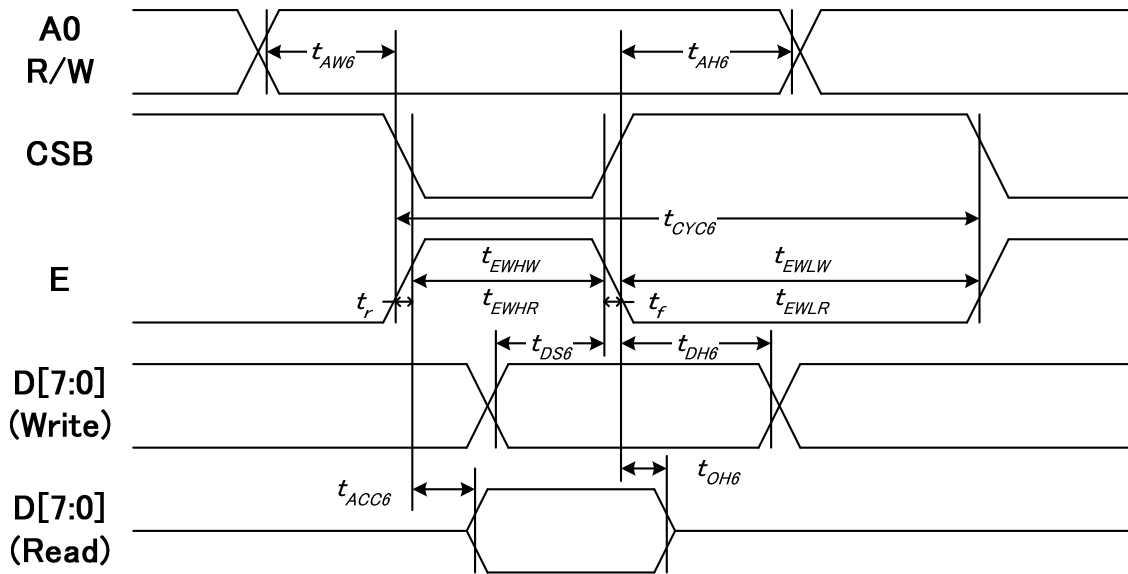 A0
R/W
tAW6
tAH6
CSB
tCYC6
E
tEWHW
tEWLW
tr
tEWHR
tf
tEWLR
tDS6
tDH6
D[7:0]
(Write)
tACC6
tOH6
D[7:0]
(Read)